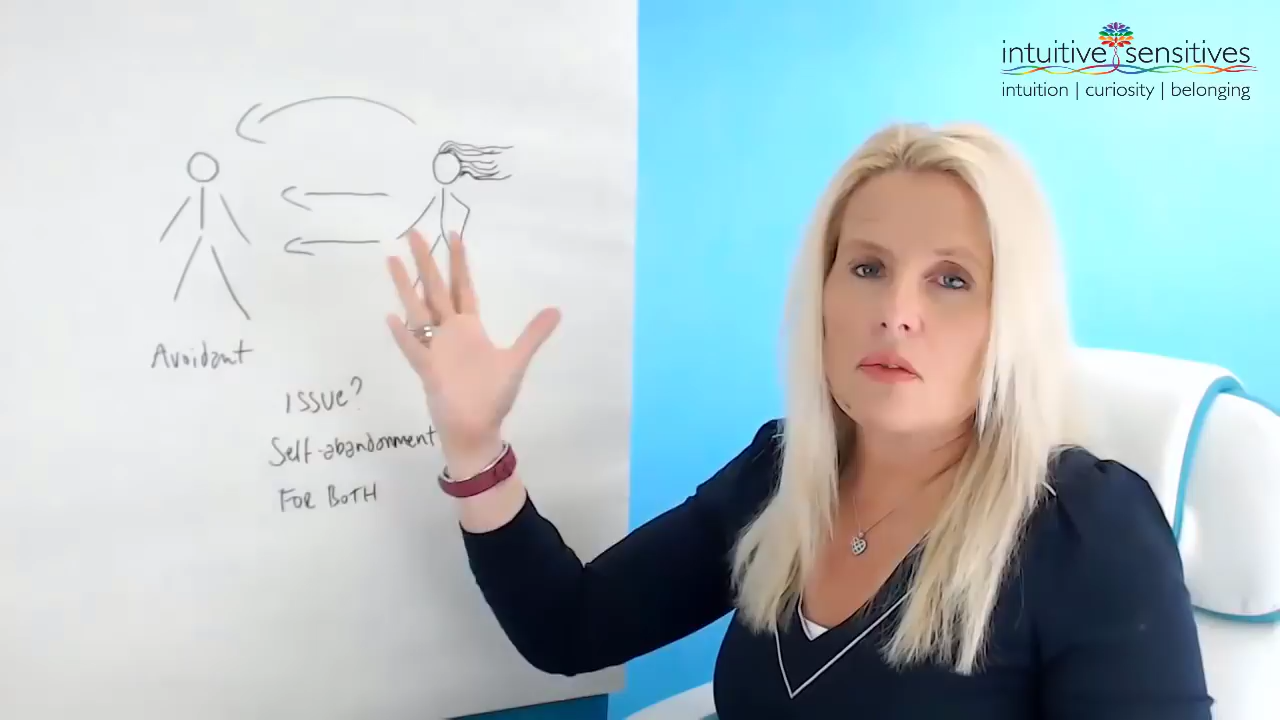 intuitive sensitives
intuition | curiosity | belonging
Avoidant
ISSUE?
Self-abandonment
FOR BOTH